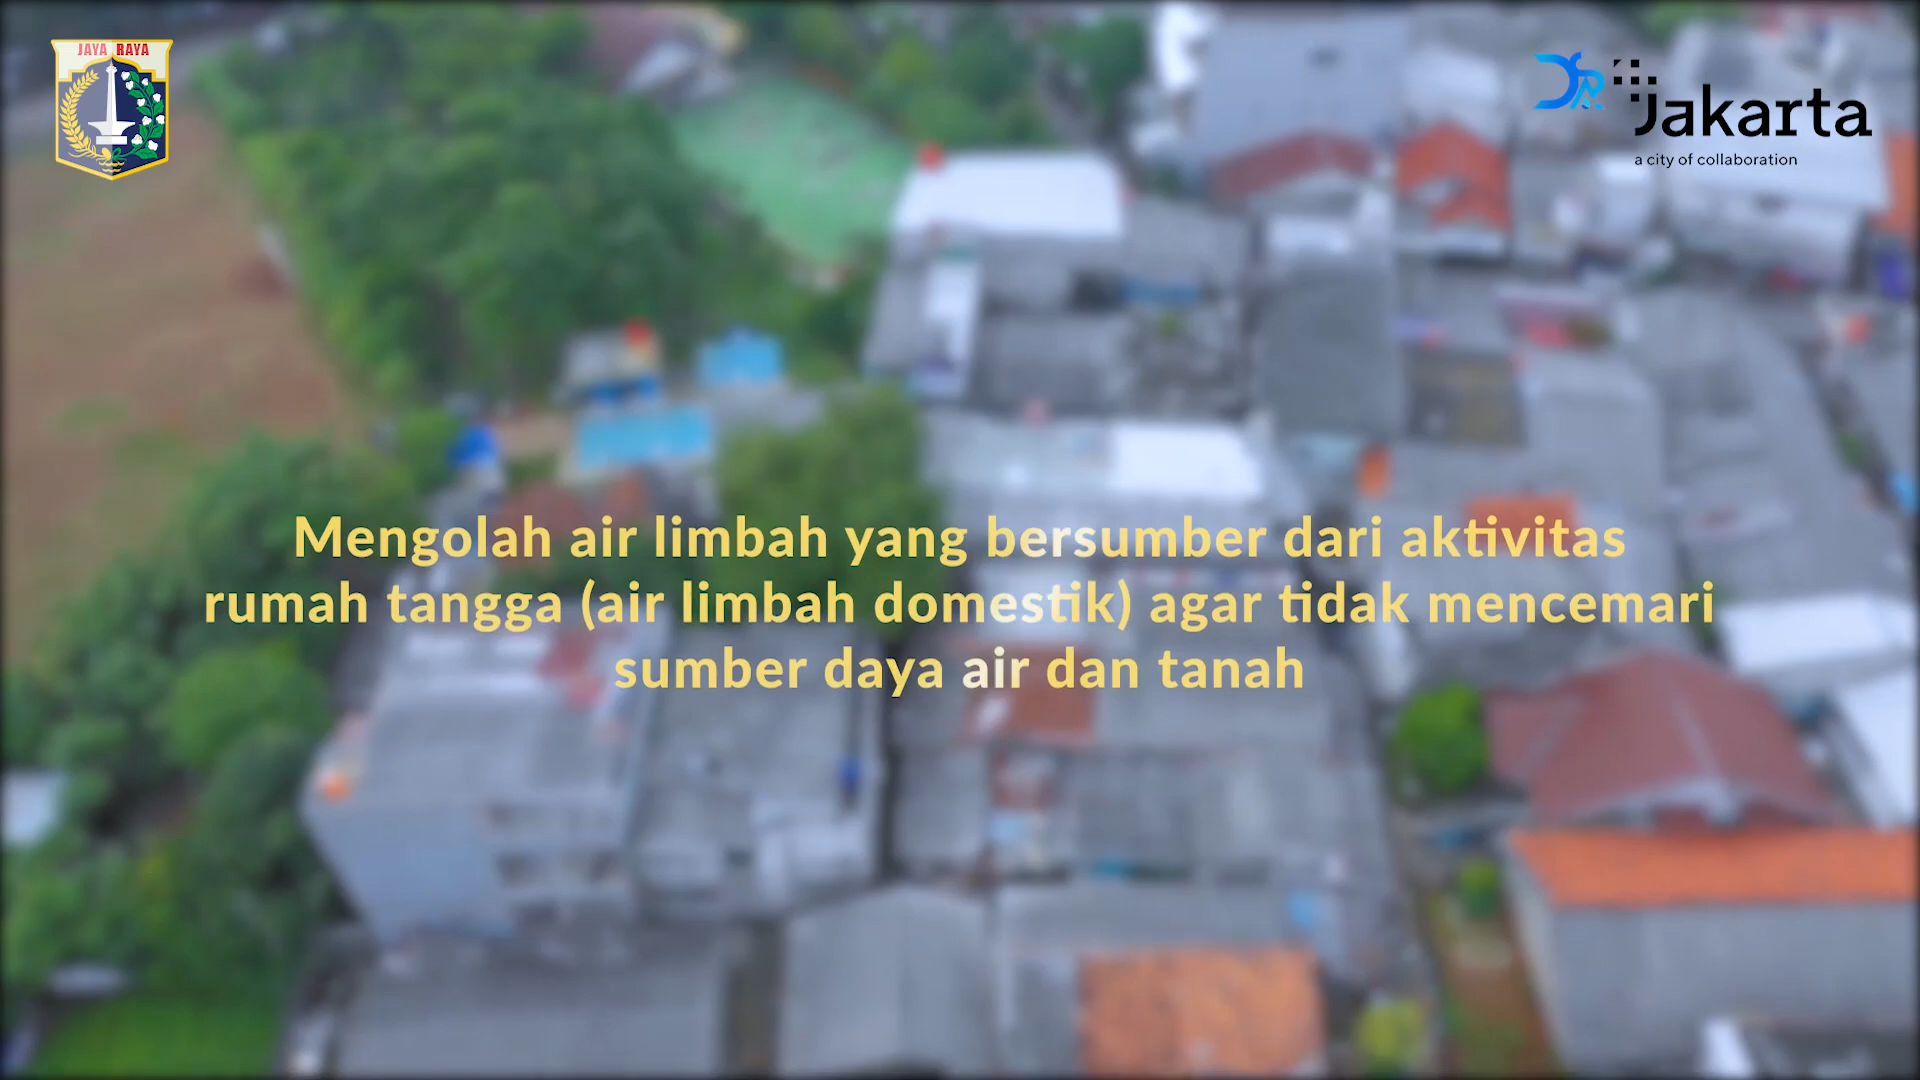 JAYA RAYA
Jakarta
a city of collaboration
Mengolah air limbah yang bersumber dari aktivitas
rumah tangga (air limbah domestik) agar tidak mencemari
sumber daya air dan tanah